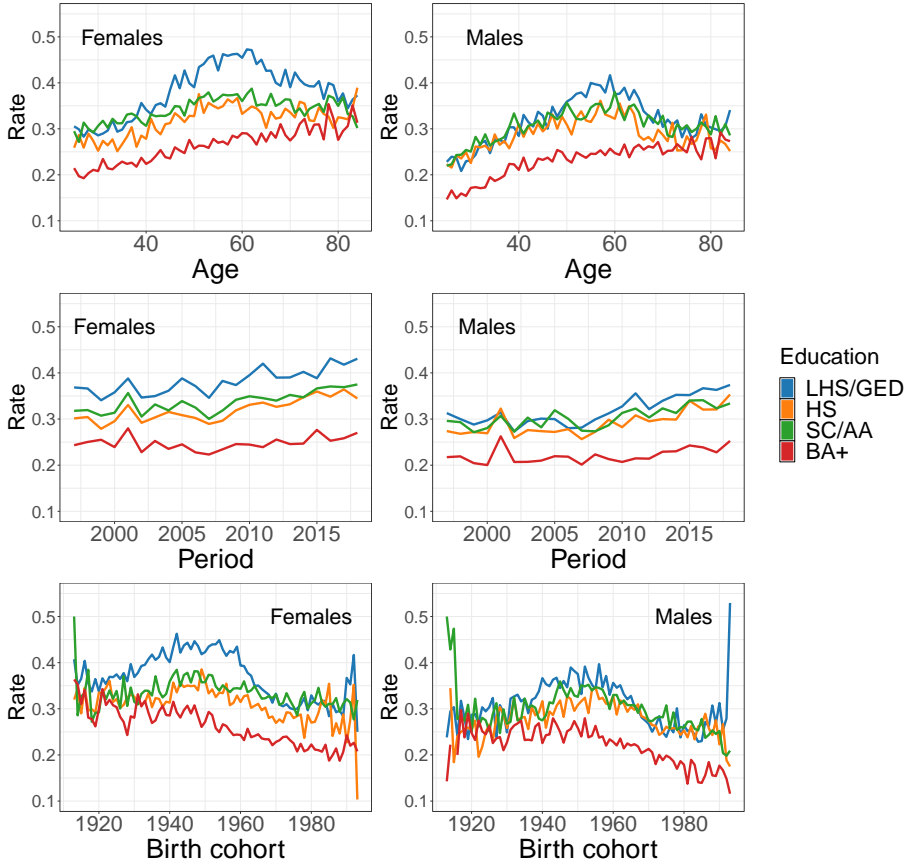 Females
Rate
0.5
0.4
0.3
0.2
0.1
40
60
80
Age
Males
Rate
0.5
0.4
0.3
0.2
0.1
40
60
80
Age
Females
Rate
0.5
0.4
0.3
0.2
0.1
2000
2005
2010
2015
Period
Males
Rate
0.5
0.4
0.3
0.2
0.1
2000
2005
2010
2015
Period
Education
LHS/GED
HS
SC/AA
BA+
Females
Rate
0.5
0.4
0.3
0.2
0.1
1920
1940
1960
1980
Birth cohort
Males
Rate
0.5
0.4
0.3
0.2
0.1
1920
1940
1960
1980
Birth cohort